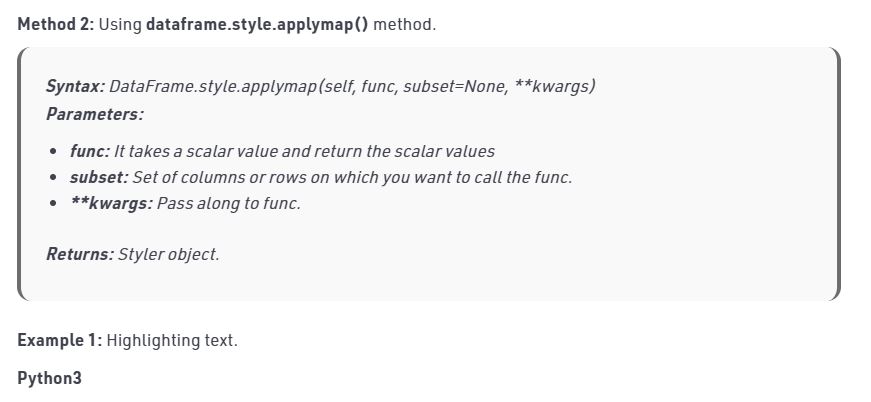 Method 2: Using dataframe.style.applymap() method.
Syntax: DataFrame.style.applymap(self, func, subset=None, **kwargs)
Parameters:
• func: It takes a scalar value and return the scalar values
• subset: Set of columns or rows on which you want to call the func.
• **kwargs: Pass along to func.
Returns: Styler object.
Example 1: Highlighting text.
Python3